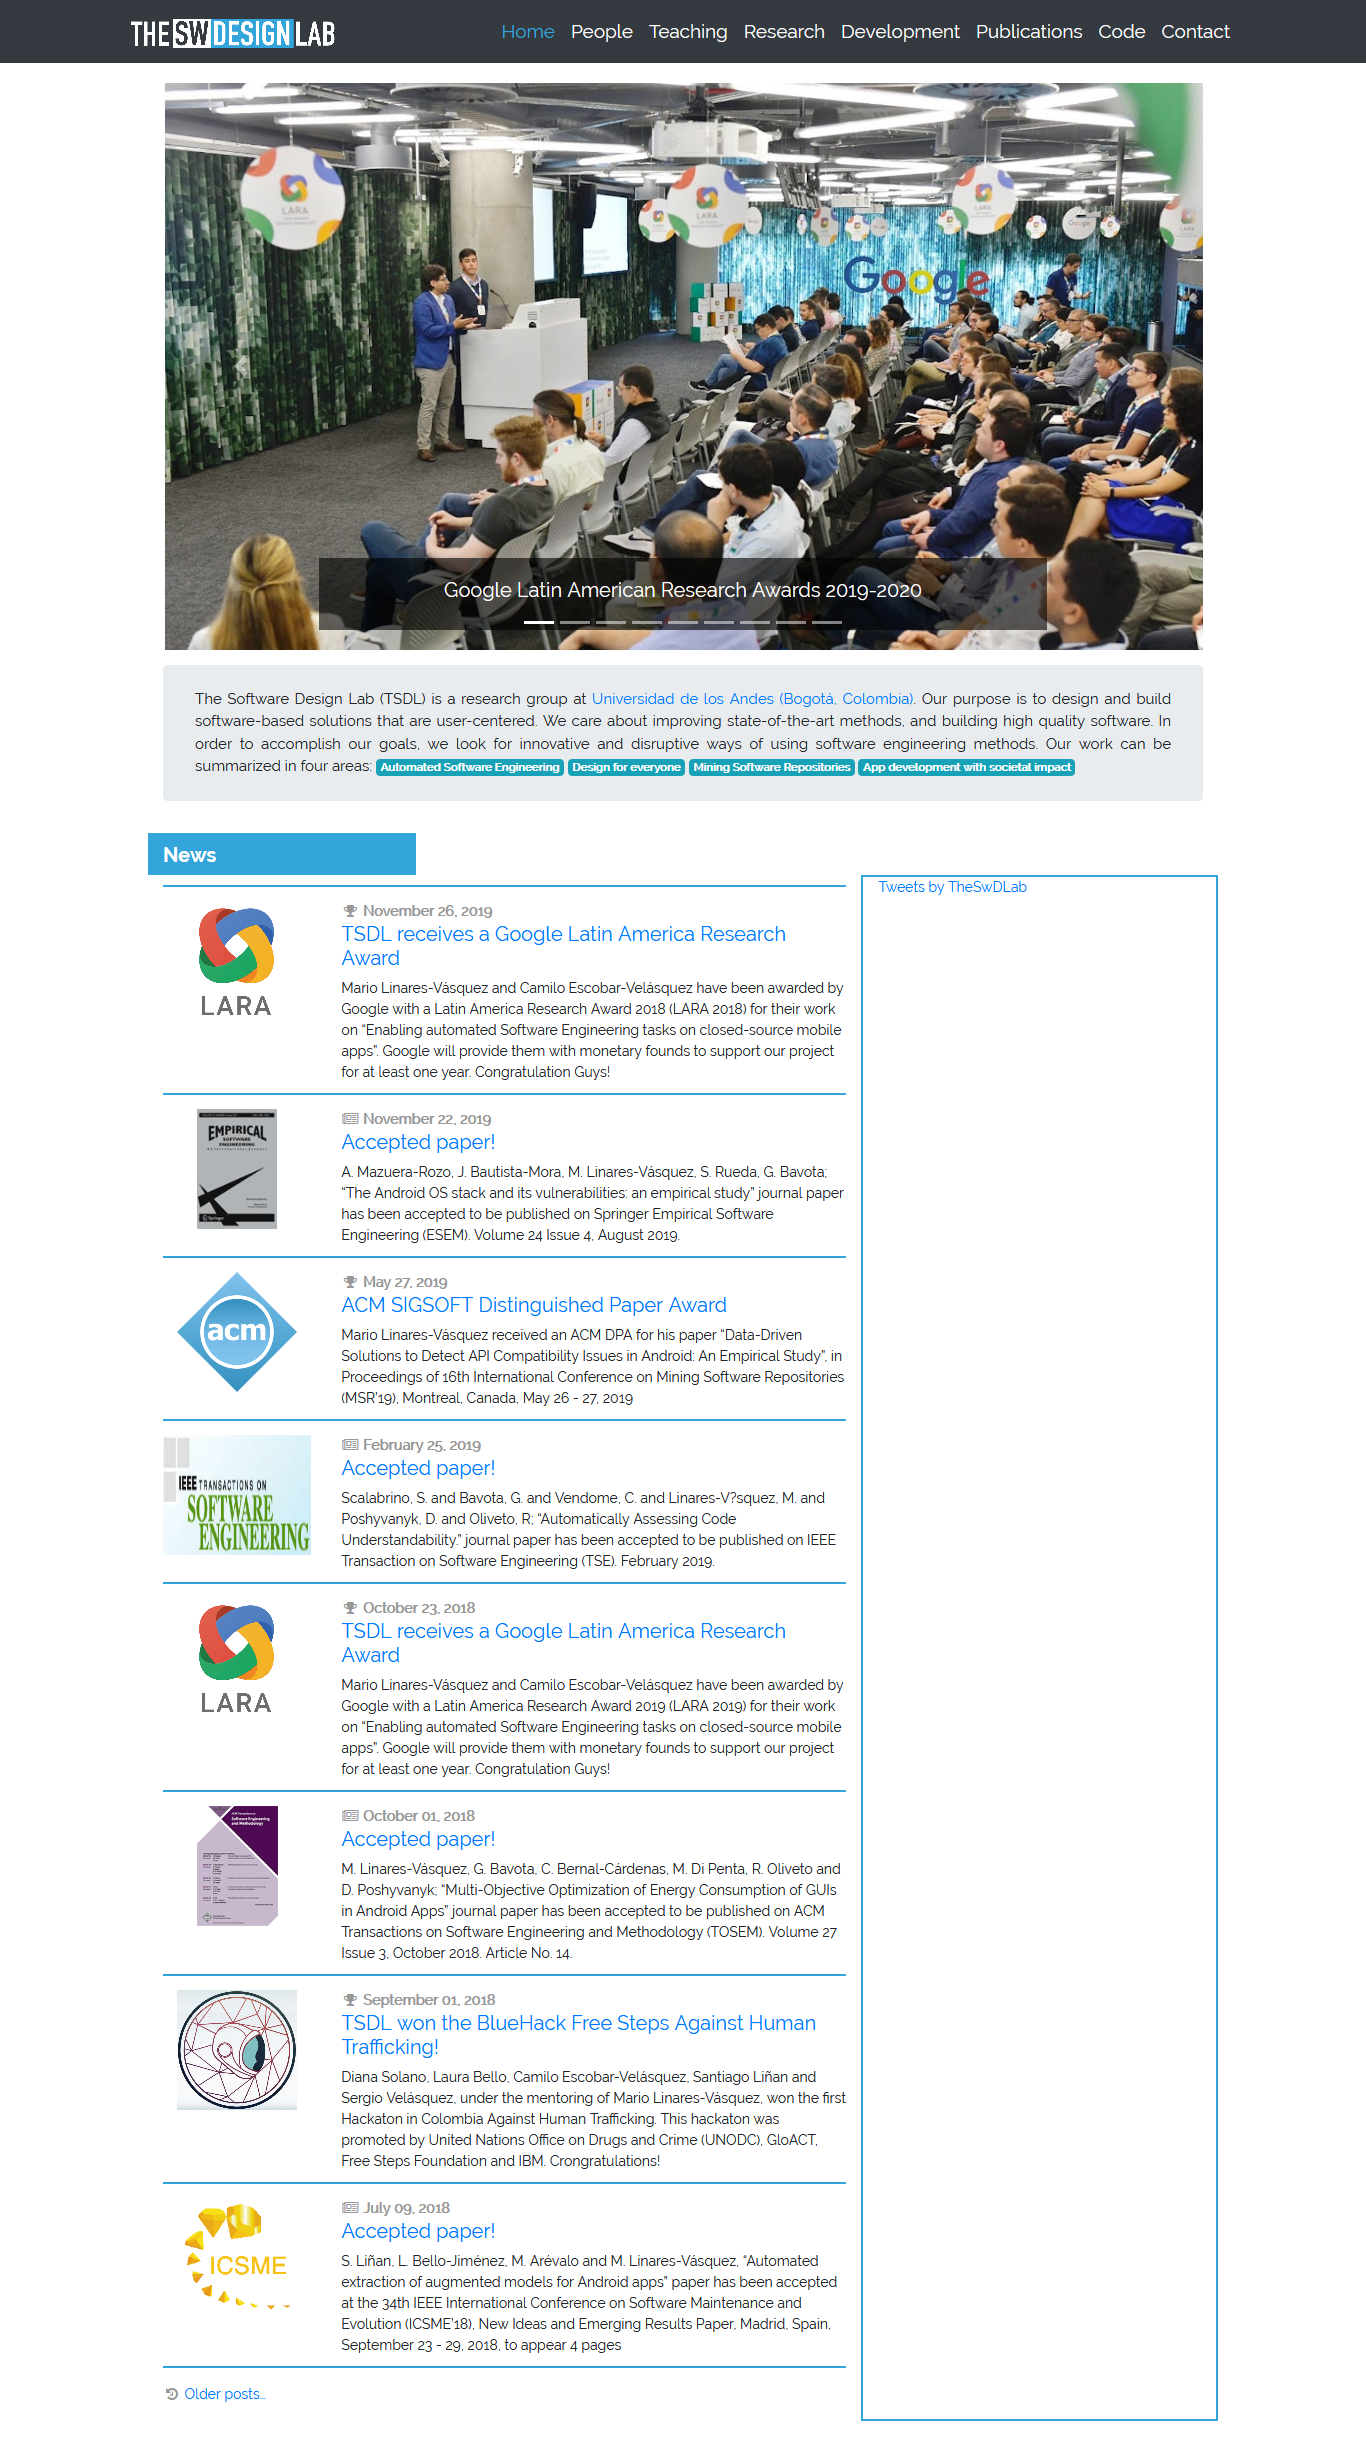 THESWDESIGNLAB
Home People Teaching Research Development Publications Code Contact
LARA
LARA
LARA
Google
Google Latin American Research Awards 2019-2020
The Software Design Lab (TSDL) is a research group at Universidad de los Andes (Bogotá, Colombia). Our purpose is to design and build
software-based solutions that are user-centered. We care about improving state-of-the-art methods, and building high quality software. In
order to accomplish our goals, we look for innovative and disruptive ways of using software engineering methods. Our work can be
summarized in four areas: Automated Software Engineering Design for everyone Mining Software Repositories App development with societal impact
News
Tweets by TheSwDLab
LARA
November 26, 2019
TSDL receives a Google Latin America Research
Award
Mario Linares-Vásquez and Camilo Escobar-Velásquez have been awarded by
Google with a Latin America Research Award 2018 (LARA 2018) for their work
on “Enabling automated Software Engineering tasks on closed-source mobile
apps”. Google will provide them with monetary founds to support our project
for at least one year. Congratulation Guys!
EMPIRICAL
SOFTWARE
ENGINEERING
November 22, 2019
Accepted paper!
A. Mazuera-Rozo, J. Bautista-Mora, M. Linares-Vásquez, S. Rueda, G. Bavota;
“The Android OS stack and its vulnerabilities: an empirical study” journal paper
has been accepted to be published on Springer Empirical Software
Engineering (ESEM). Volume 24 Issue 4, August 2019.
acm
May 27, 2019
ACM SIGSOFT Distinguished Paper Award
Mario Linares-Vásquez received an ACM DPA for his paper “Data-Driven
Solutions to Detect API Compatibility Issues in Android: An Empirical Study”, in
Proceedings of 16th International Conference on Mining Software Repositories
(MSR’19), Montreal, Canada, May 26 - 27, 2019
IEEE TRANSACTIONS ON
SOFTWARE
ENGINEERING
February 25, 2019
Accepted paper!
Scalabrino, S. and Bavota, G. and Vendome, C. and Linares-V?squez, M. and
Poshyvanyk, D. and Oliveto, R; “Automatically Assessing Code
Understandability.” journal paper has been accepted to be published on IEEE
Transaction on Software Engineering (TSE). February 2019.
LARA
October 23, 2018
TSDL receives a Google Latin America Research
Award
Mario Linares-Vásquez and Camilo Escobar-Velásquez have been awarded by
Google with a Latin America Research Award 2019 (LARA 2019) for their work
on “Enabling automated Software Engineering tasks on closed-source mobile
apps”. Google will provide them with monetary founds to support our project
for at least one year. Congratulation Guys!
Software Engineering
and Methodology
October 01, 2018
Accepted paper!
M. Linares-Vásquez, G. Bavota, C. Bernal-Cárdenas, M. Di Penta, R. Oliveto and
D. Poshyvanyk; “Multi-Objective Optimization of Energy Consumption of GUIs
in Android Apps” journal paper has been accepted to be published on ACM
Transactions on Software Engineering and Methodology (TOSEM). Volume 27
Issue 3, October 2018. Article No. 14.
September 01, 2018
TSDL won the BlueHack Free Steps Against Human
Trafficking!
Diana Solano, Laura Bello, Camilo Escobar-Velásquez, Santiago Liñan and
Sergio Velásquez, under the mentoring of Mario Linares-Vásquez, won the first
Hackaton in Colombia Against Human Trafficking. This hackaton was
promoted by United Nations Office on Drugs and Crime (UNODC), GloACT,
Free Steps Foundation and IBM. Crongratulations!
ICSME
July 09, 2018
Accepted paper!
S. Liñan, L. Bello-Jiménez, M. Arévalo and M. Linares-Vásquez, “Automated
extraction of augmented models for Android apps” paper has been accepted
at the 34th IEEE International Conference on Software Maintenance and
Evolution (ICSME’18), New Ideas and Emerging Results Paper, Madrid, Spain,
September 23 - 29, 2018, to appear 4 pages
Older posts...